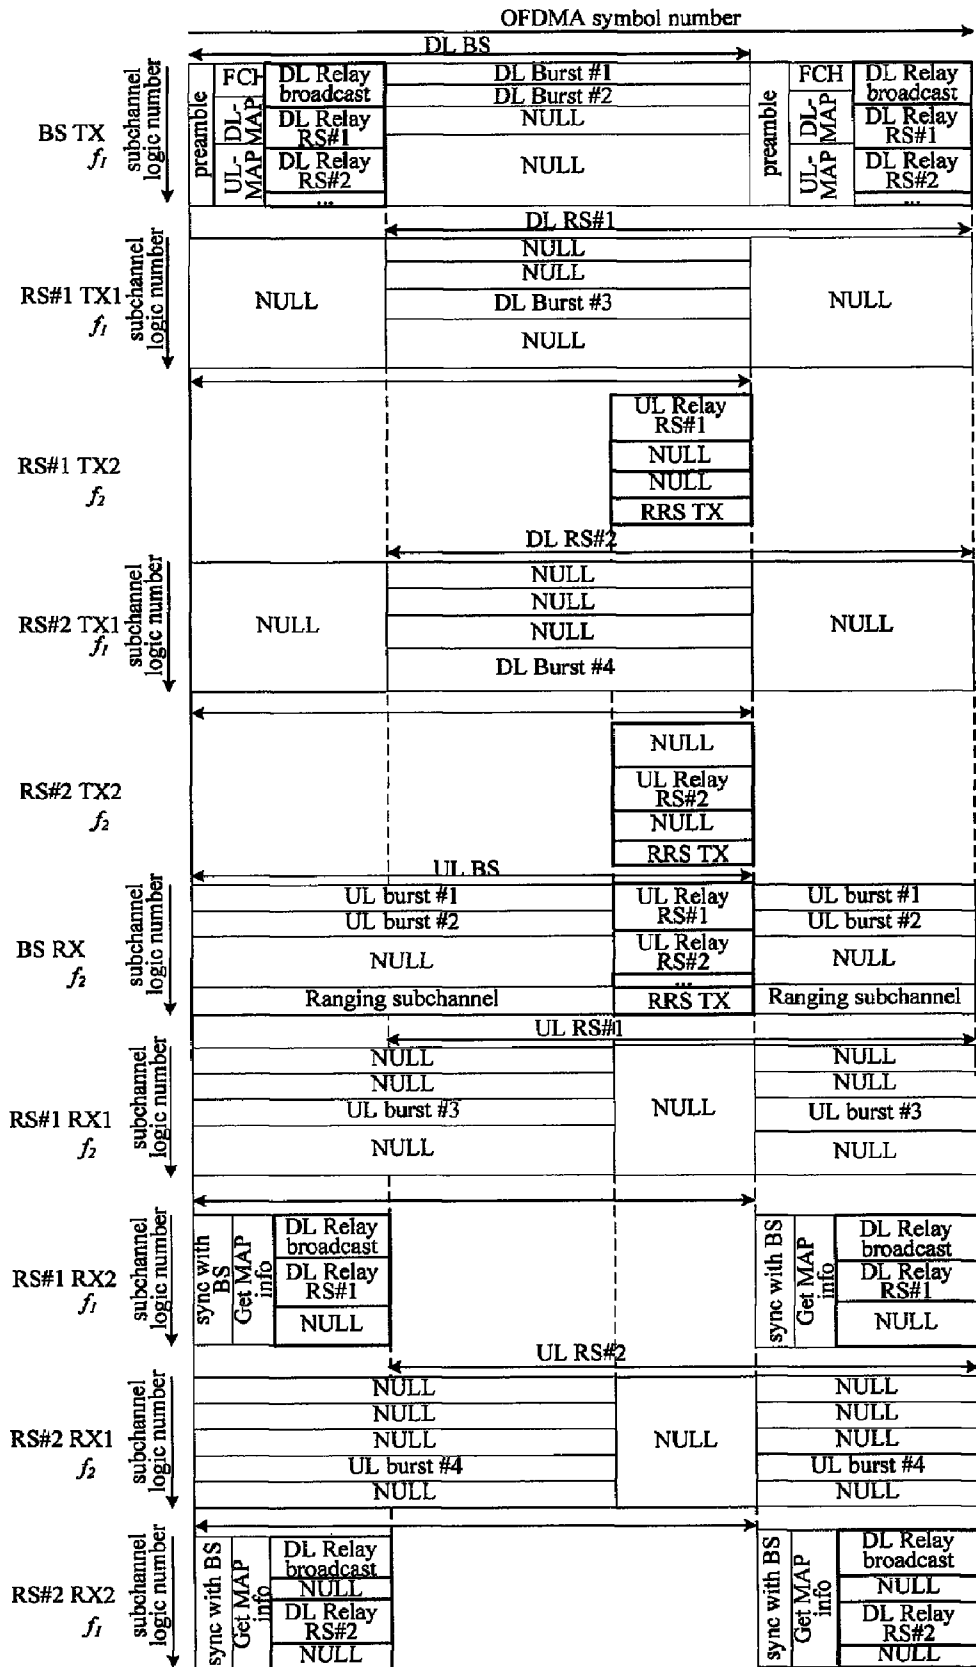 OFDMA symbol number
DL BS
BS TX
f1
subchannel
logic number
preamble
FCH
DL-
MAP
UL-
MAP
DL Relay
broadcast
DL Relay
RS#1
DL Relay
RS#2
...
DL Burst #1
DL Burst #2
NULL
NULL
preamble
FCH
DL-
MAP
UL-
MAP
DL Relay
broadcast
DL Relay
RS#1
DL Relay
RS#2
...
DL RS#1
RS#1 TX1
f1
subchannel
logic number
NULL
NULL
NULL
DL Burst #3
NULL
NULL
RS#1 TX2
f2
UL Relay
RS#1
NULL
NULL
RRS TX
DL RS#2
RS#2 TX1
f1
subchannel
logic number
NULL
NULL
NULL
NULL
DL Burst #4
NULL
RS#2 TX2
f2
NULL
UL Relay
RS#2
NULL
RRS TX
UL BS
BS RX
f2
subchannel
logic number
UL burst #1
UL burst #2
NULL
Ranging subchannel
UL Relay
RS#1
UL Relay
RS#2
...
RRS TX
UL burst #1
UL burst #2
NULL
Ranging subchannel
UL RS#1
RS#1 RX1
f2
subchannel
logic number
NULL
NULL
UL burst #3
NULL
NULL
NULL
NULL
UL burst #3
NULL
RS#1 RX2
f1
subchannel
logic number
sync with
BS
Get MAP
info
DL Relay
broadcast
DL Relay
RS#1
NULL
sync with BS
Get MAP
info
DL Relay
broadcast
DL Relay
RS#1
NULL
UL RS#2
RS#2 RX1
f2
subchannel
logic number
NULL
NULL
NULL
UL burst #4
NULL
NULL
NULL
NULL
NULL
UL burst #4
NULL
RS#2 RX2
f1
subchannel
logic number
sync with BS
Get MAP
info
DL Relay
broadcast
NULL
DL Relay
RS#2
NULL
sync with BS
Get MAP
info
DL Relay
broadcast
NULL
DL Relay
RS#2
NULL